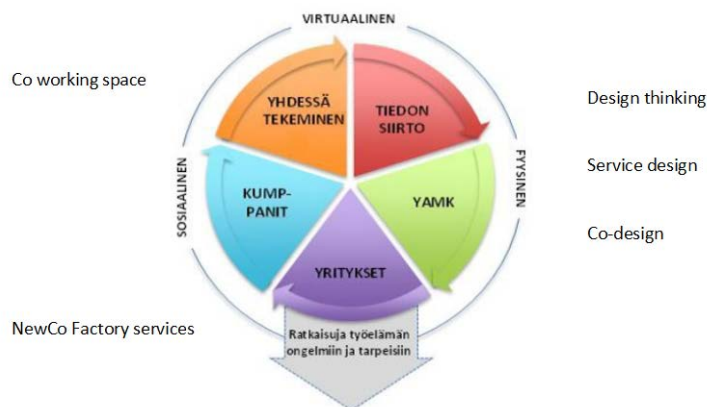 VIRTUAALINEN
Co working space
YHDESSÄ
TEKEMINEN
TIEDON
SIIRTO
Design thinking
Service design
Co-design
SOSIAALINEN
FYYSINEN
KUMP-
PANIT
YAMK
YRITYKSET
NewCo Factory services
Ratkaisuja työelämän
ongelmiin ja tarpeisiin